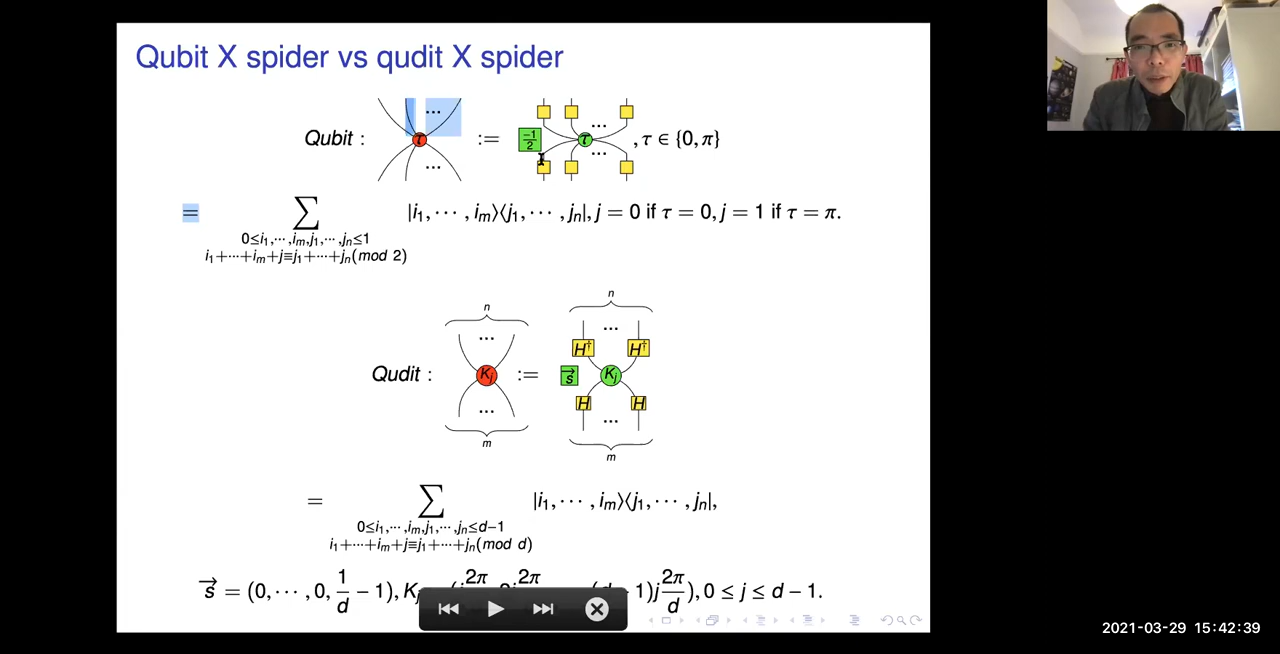 Qubit X spider vs qudit X spider
Qubit : τ := -1/2 τ , τ ∈ {0, π}
= ∑ |i₁, ⋯ , iₘ⟩⟨j₁, ⋯ , jₙ|, j = 0 if τ = 0, j = 1 if τ = π.
0≤i₁,⋯ ,iₘ,j₁,⋯ ,jₙ≤1
i₁+⋯+iₘ+j≡j₁+⋯+jₙ(mod 2)
n n
... ...
H† H†
Qudit : Kⱼ := s⃗ Kⱼ
H H
... ...
m m
= ∑ |i₁, ⋯ , iₘ⟩⟨j₁, ⋯ , jₙ|,
0≤i₁,⋯ ,iₘ,j₁,⋯ ,jₙ≤d−1
i₁+⋯+iₘ+j≡j₁+⋯+jₙ(mod d)
s⃗ = (0, ⋯ , 0, 1/d − 1), K 2π 2π 1)j 2π/d), 0 ≤ j ≤ d − 1.
2021-03-29 15:42:39